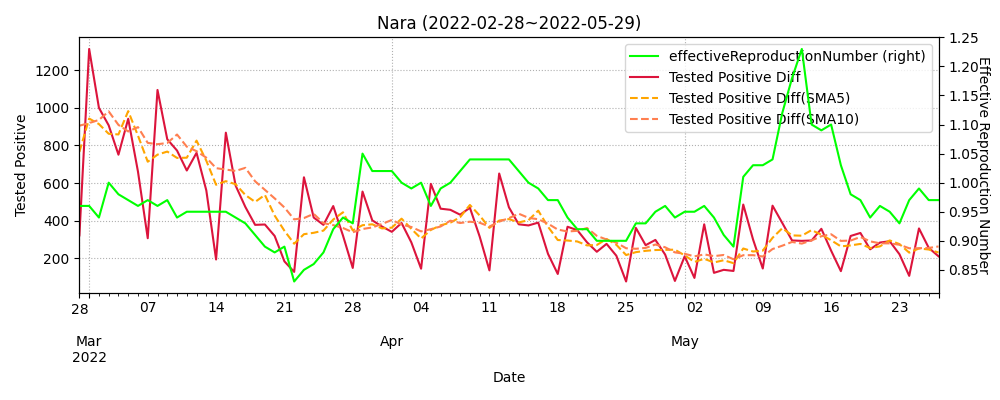 Nara (2022-02-28~2022-05-29)
effectiveReproductionNumber (right)
Tested Positive Diff
Tested Positive Diff(SMA5)
Tested Positive Diff(SMA10)
Tested Positive
1200
1000
800
600
400
200
Effective Reproduction Number
1.25
1.20
1.15
1.10
1.05
1.00
0.95
0.90
0.85
28 07 14 21 28 04 11 18 25 02 09 16 23
Mar Apr May
2022
Date